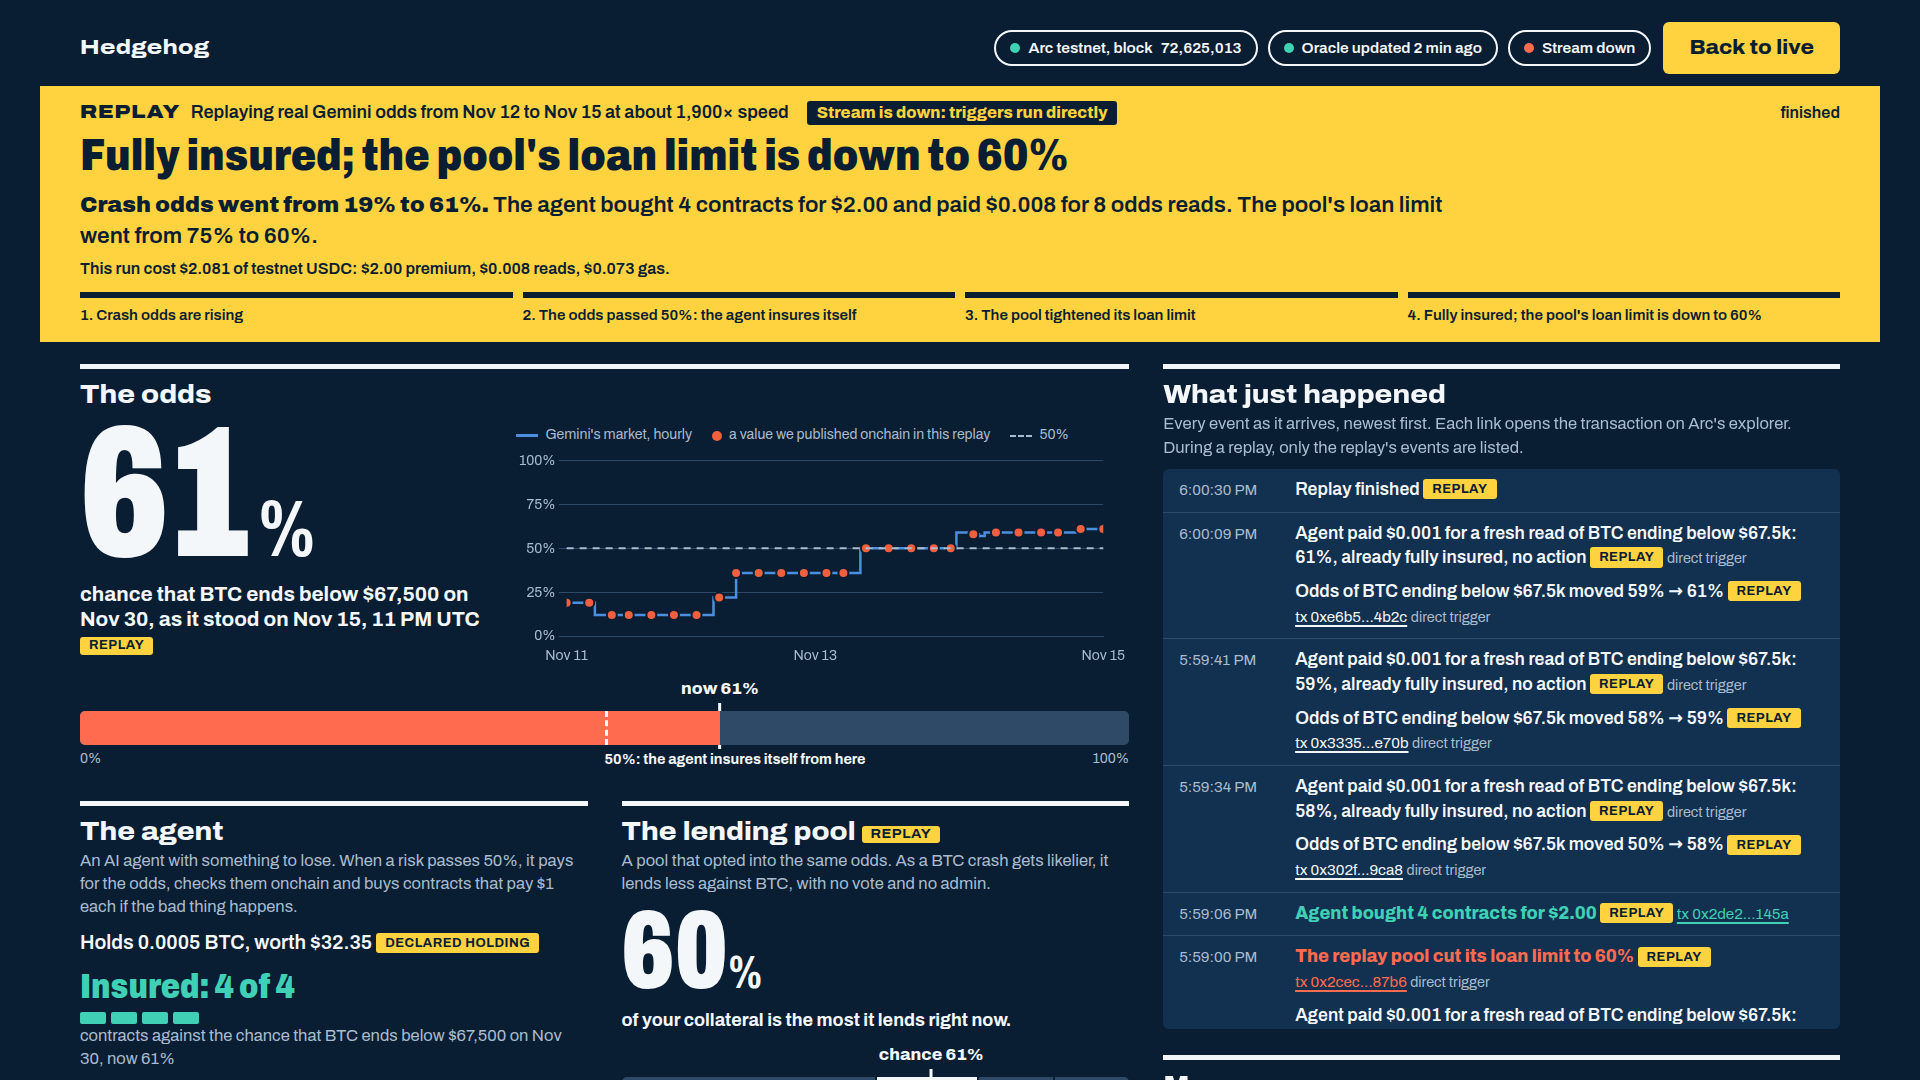 Hedgehog
Arc testnet, block 72,625,013
Oracle updated 2 min ago
Stream down
Back to live
REPLAY Replaying real Gemini odds from Nov 12 to Nov 15 at about 1,900× speed
Stream is down: triggers run directly
finished
Fully insured; the pool's loan limit is down to 60%
Crash odds went from 19% to 61%. The agent bought 4 contracts for $2.00 and paid $0.008 for 8 odds reads. The pool's loan limit
went from 75% to 60%.
This run cost $2.081 of testnet USDC: $2.00 premium, $0.008 reads, $0.073 gas.
1. Crash odds are rising
2. The odds passed 50%: the agent insures itself
3. The pool tightened its loan limit
4. Fully insured; the pool's loan limit is down to 60%
The odds
61%
chance that BTC ends below $67,500 on
Nov 30, as it stood on Nov 15, 11 PM UTC
REPLAY
Gemini's market, hourly
a value we published onchain in this replay
50%
100%
75%
50%
25%
0%
Nov 11
Nov 13
Nov 15
now 61%
0%
50%: the agent insures itself from here
100%
The agent
An AI agent with something to lose. When a risk passes 50%, it pays
for the odds, checks them onchain and buys contracts that pay $1
each if the bad thing happens.
Holds 0.0005 BTC, worth $32.35 DECLARED HOLDING
Insured: 4 of 4
contracts against the chance that BTC ends below $67,500 on Nov
30, now 61%
The lending pool REPLAY
A pool that opted into the same odds. As a BTC crash gets likelier, it
lends less against BTC, with no vote and no admin.
60%
of your collateral is the most it lends right now.
chance 61%
What just happened
Every event as it arrives, newest first. Each link opens the transaction on Arc's explorer.
During a replay, only the replay's events are listed.
6:00:30 PM
Replay finished REPLAY
6:00:09 PM
Agent paid $0.001 for a fresh read of BTC ending below $67.5k:
61%, already fully insured, no action REPLAY direct trigger
Odds of BTC ending below $67.5k moved 59% → 61% REPLAY
tx 0xe6b5…4b2c direct trigger
5:59:41 PM
Agent paid $0.001 for a fresh read of BTC ending below $67.5k:
59%, already fully insured, no action REPLAY direct trigger
Odds of BTC ending below $67.5k moved 58% → 59% REPLAY
tx 0x3335…e70b direct trigger
5:59:34 PM
Agent paid $0.001 for a fresh read of BTC ending below $67.5k:
58%, already fully insured, no action REPLAY direct trigger
Odds of BTC ending below $67.5k moved 50% → 58% REPLAY
tx 0x302f…9ca8 direct trigger
5:59:06 PM
Agent bought 4 contracts for $2.00 REPLAY tx 0x2de2…145a
5:59:00 PM
The replay pool cut its loan limit to 60% REPLAY
tx 0x2cec…87b6 direct trigger
Agent paid $0.001 for a fresh read of BTC ending below $67.5k: